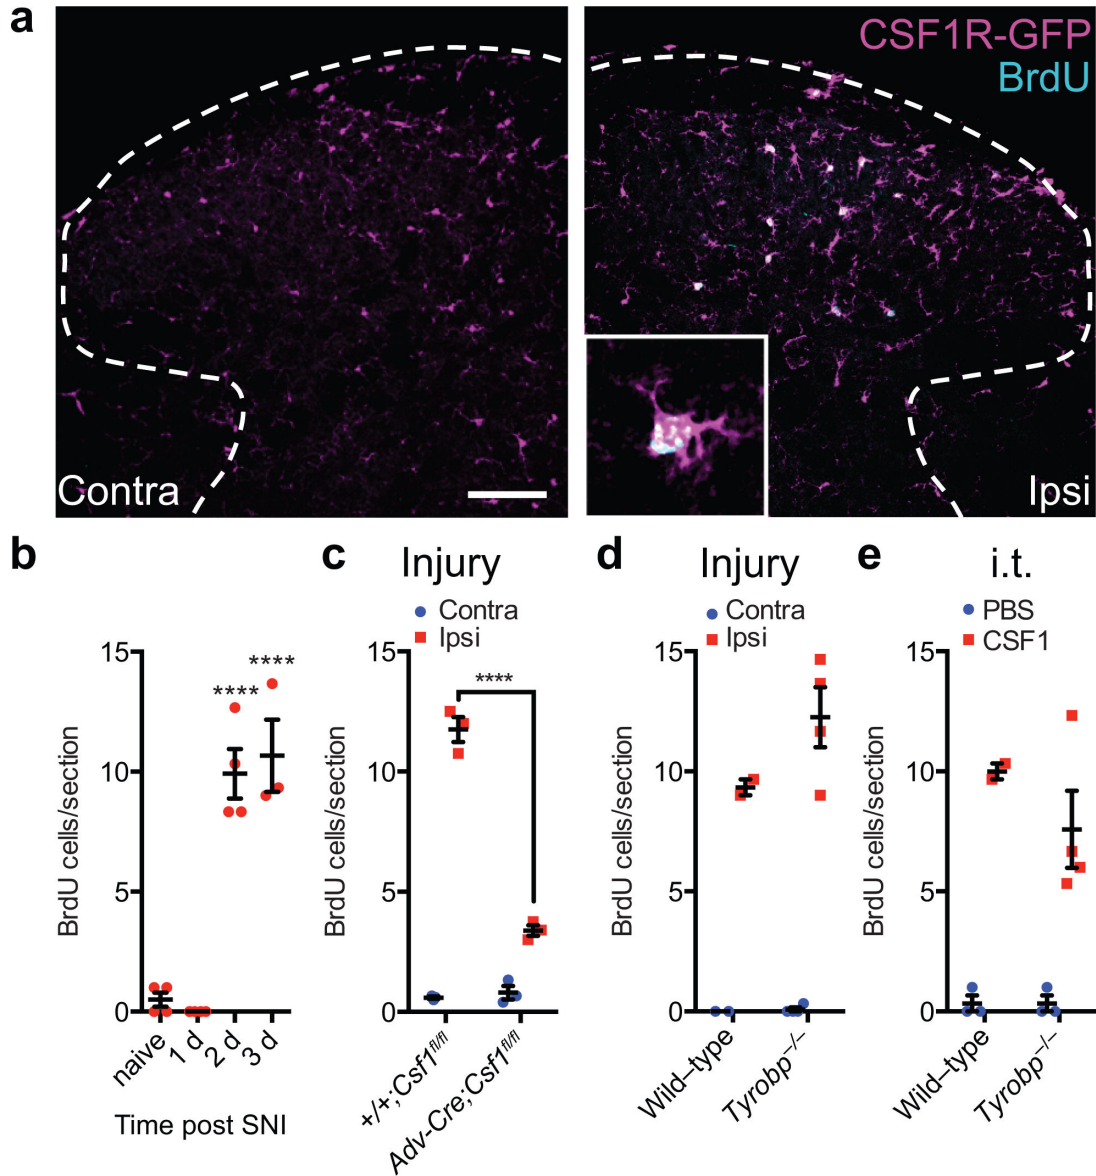 a
CSF1R-GFP
BrdU
Contra
Ipsi
b
****
****
15
10
5
0
BrdU cells/section
naive
1 d
2 d
3 d
Time post SNI
c
Injury
Contra
Ipsi
****
15
10
5
0
BrdU cells/section
+/+;Csf1fl/fl
Adv-Cre;Csf1fl/fl
d
Injury
Contra
Ipsi
15
10
5
0
BrdU cells/section
Wild–type
Tyrobp−/−
e
i.t.
PBS
CSF1
15
10
5
0
BrdU cells/section
Wild–type
Tyrobp−/−